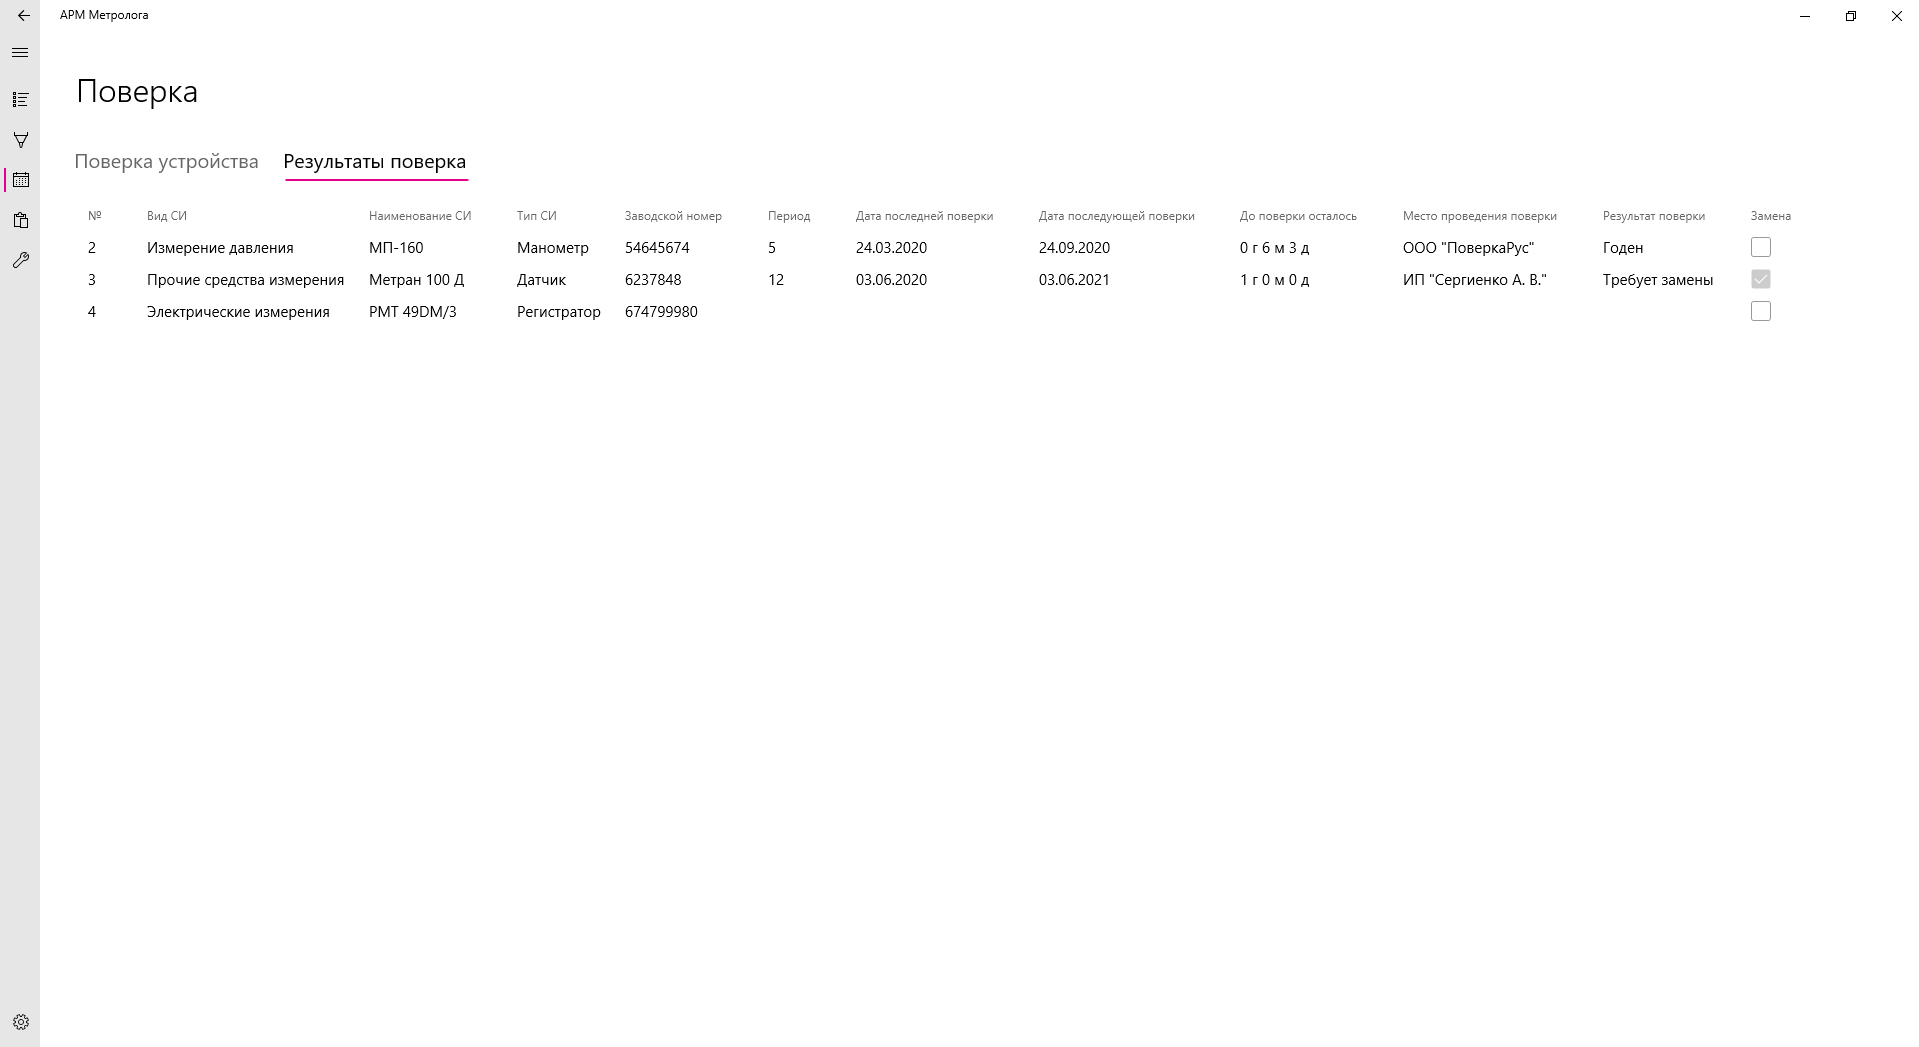 АРМ Метролога
Поверка
Поверка устройства Результаты поверка
№ Вид СИ Наименование СИ Тип СИ Заводской номер Период Дата последней поверки Дата последующей поверки До поверки осталось Место проведения поверки Результат поверки Замена
2 Измерение давления МП-160 Манометр 54645674 5 24.03.2020 24.09.2020 0 г 6 м 3 д ООО "ПоверкаРус" Годен
3 Прочие средства измерения Метран 100 Д Датчик 6237848 12 03.06.2020 03.06.2021 1 г 0 м 0 д ИП "Сергиенко А. В." Требует замены
4 Электрические измерения РМТ 49DM/3 Регистратор 674799980